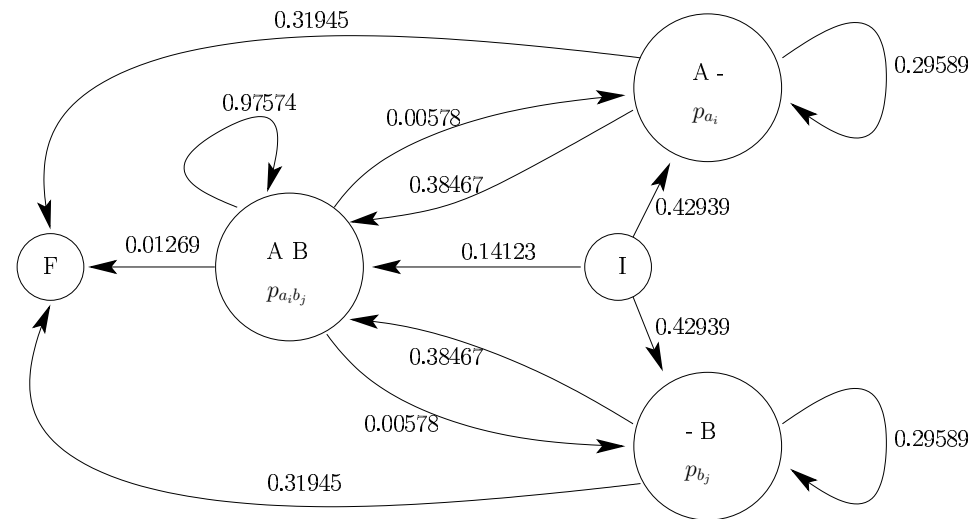 0.31945
A -
0.29589
p_{a_i}
0.97574
0.00578
0.38467
0.42939
F
0.01269
A B
p_{a_i b_j}
0.14123
I
0.42939
0.38467
0.00578
- B
0.29589
p_{b_j}
0.31945